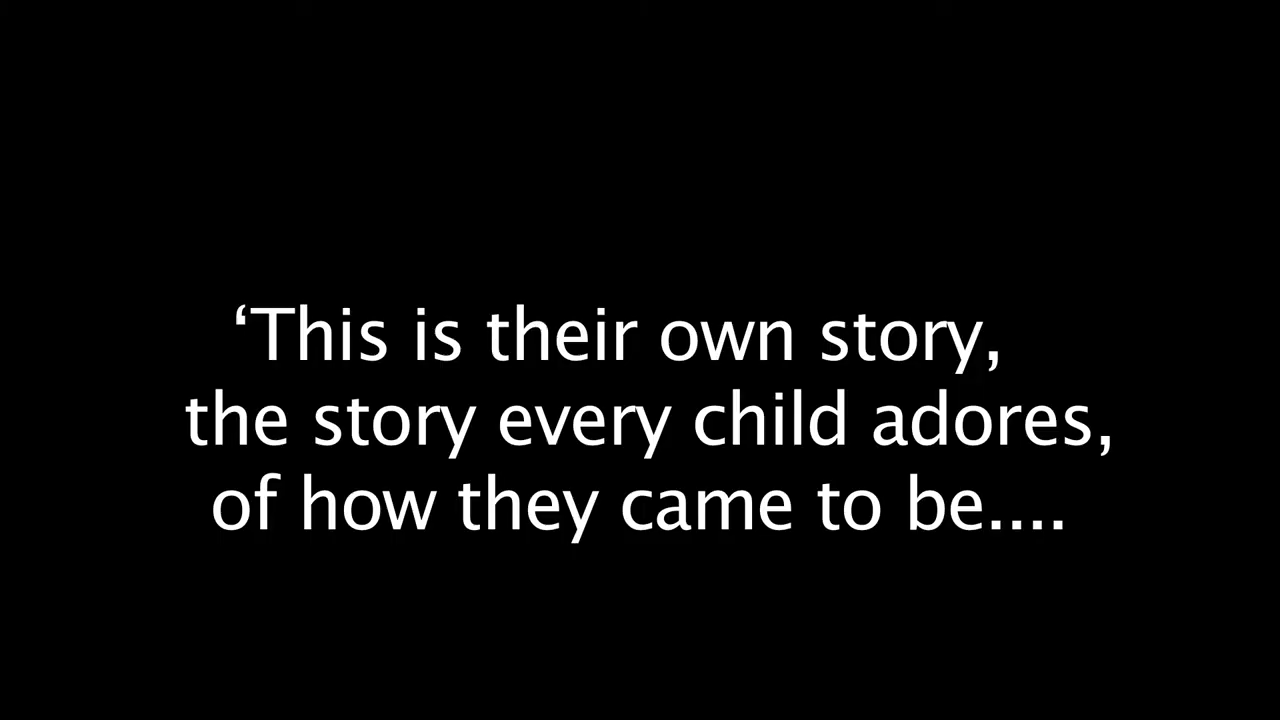 ‘This is their own story,
the story every child adores,
of how they came to be....